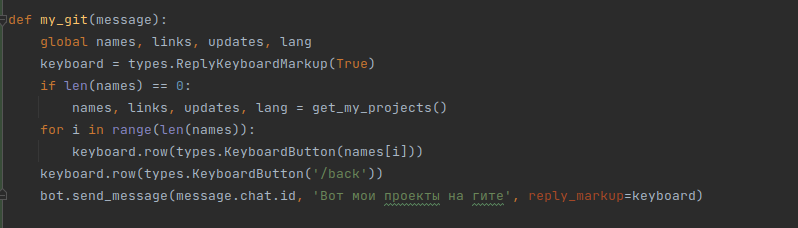 def my_git(message):
    global names, links, updates, lang
    keyboard = types.ReplyKeyboardMarkup(True)
    if len(names) == 0:
        names, links, updates, lang = get_my_projects()
    for i in range(len(names)):
        keyboard.row(types.KeyboardButton(names[i]))
    keyboard.row(types.KeyboardButton('/back'))
    bot.send_message(message.chat.id, 'Вот мои проекты на гите', reply_markup=keyboard)